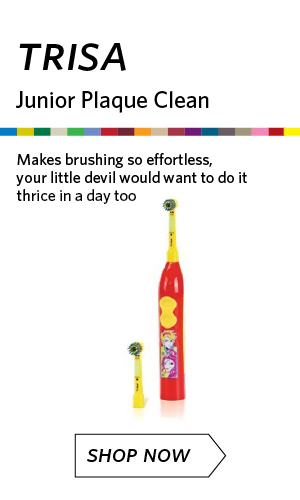 TRISA
Junior Plaque Clean
Makes brushing so effortless,
your little devil would want to do it
thrice in a day too
SHOP NOW